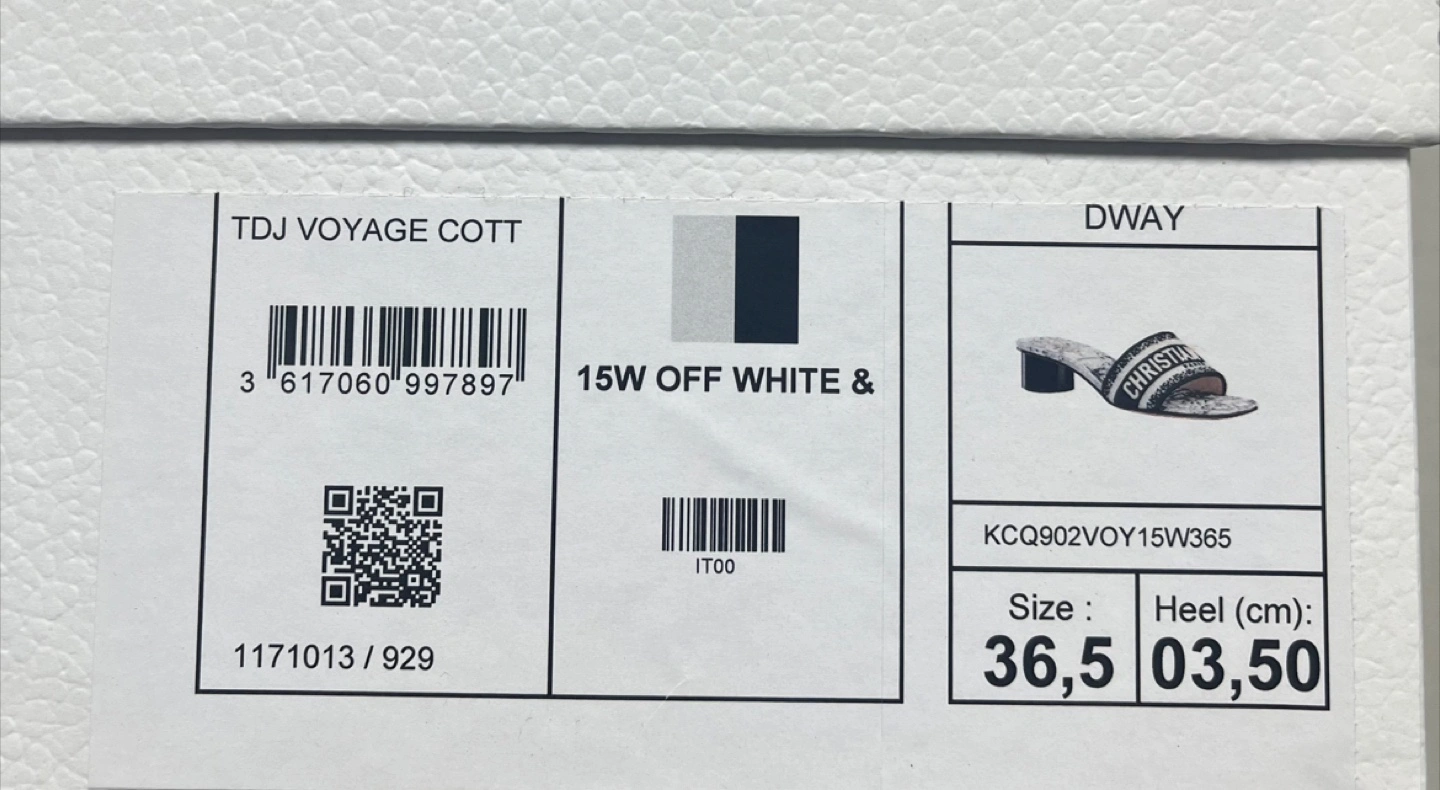 TDJ VOYAGE COTT
3 617060 997897
1171013 / 929
15W OFF WHITE &
IT00
DWAY
CHRISTIAN
KCQ902VOY15W365
Size :
36,5
Heel (cm):
03,50